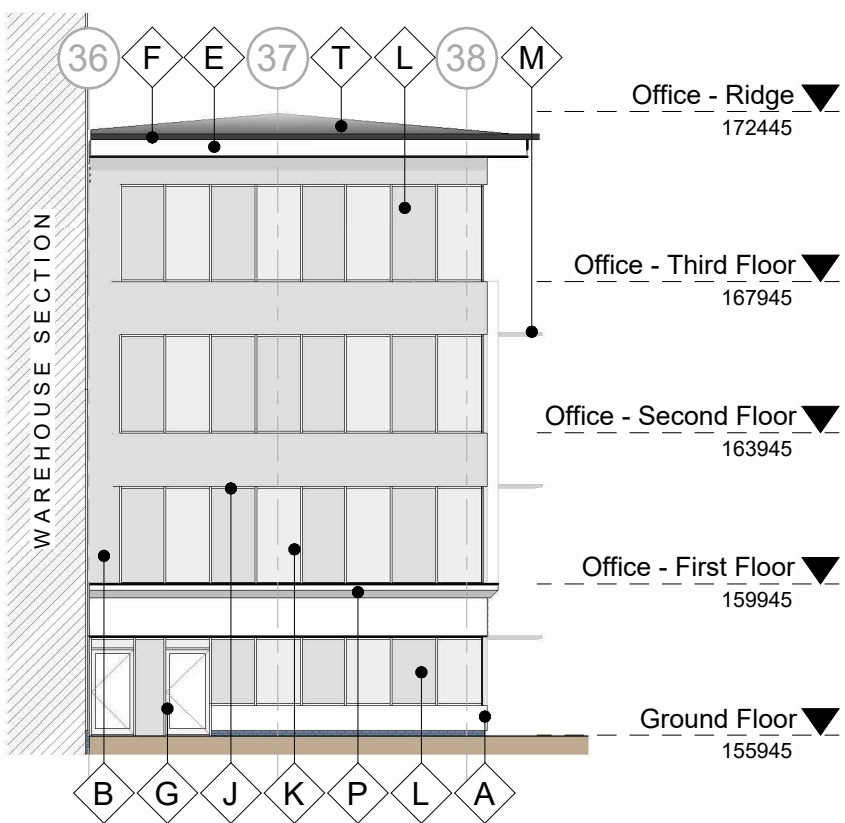 36 F E 37 T L 38 M
Office - Ridge
172445
WAREHOUSE SECTION
Office - Third Floor
167945
Office - Second Floor
163945
Office - First Floor
159945
Ground Floor
155945
B G J K P L A